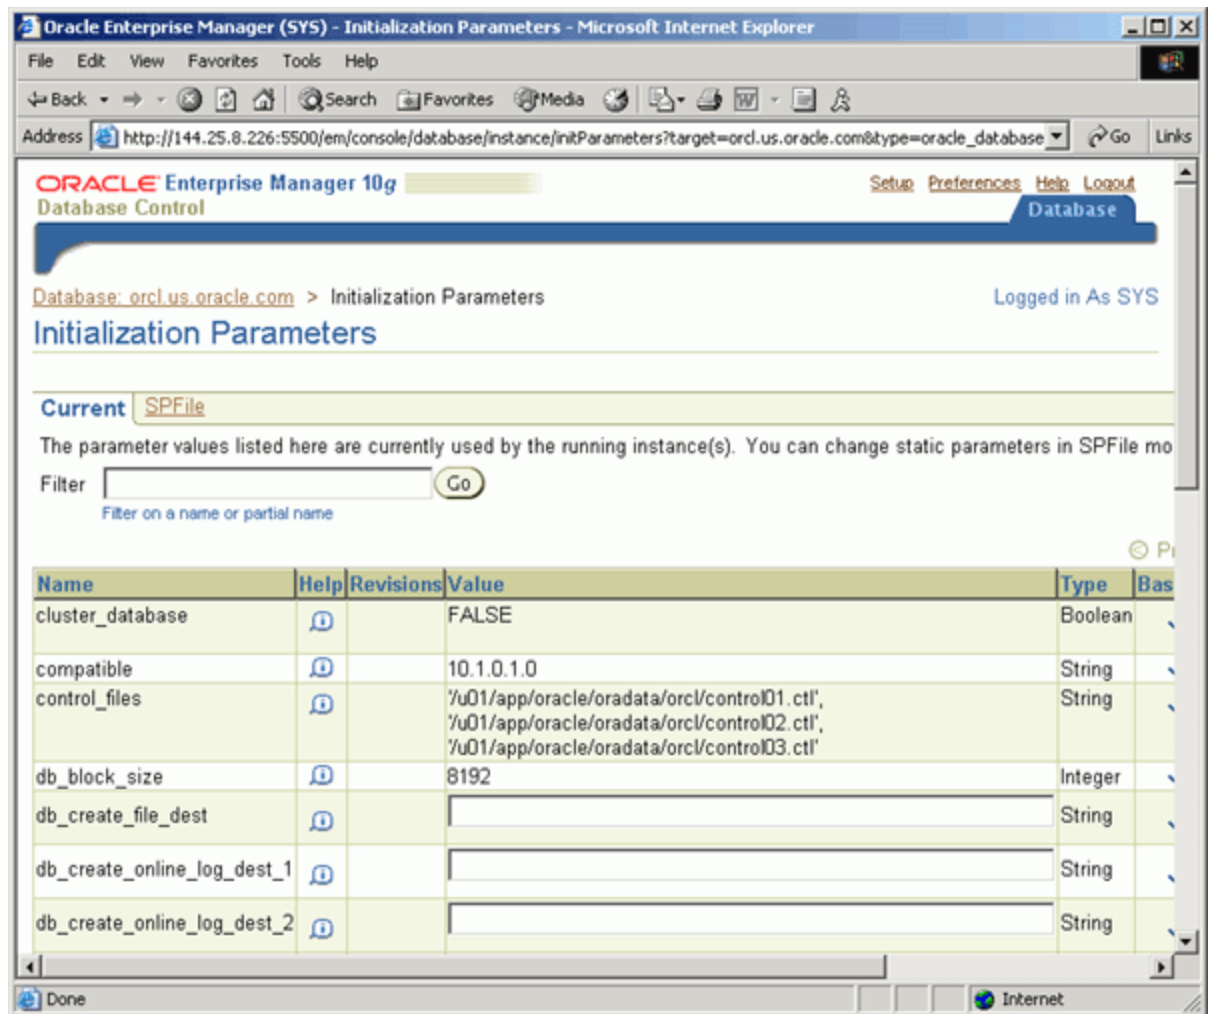 Oracle Enterprise Manager (SYS) - Initialization Parameters - Microsoft Internet Explorer
File Edit View Favorites Tools Help
Back Search Favorites Media
Address http://144.25.8.226:5500/em/console/database/instance/initParameters?target=orcl.us.oracle.com&type=oracle_database Go Links
ORACLE Enterprise Manager 10g Setup Preferences Help Logout
Database Control Database
Database: orcl.us.oracle.com > Initialization Parameters Logged in As SYS
Initialization Parameters
Current SPFile
The parameter values listed here are currently used by the running instance(s). You can change static parameters in SPFile mo
Filter Go
Filter on a name or partial name
Name Help Revisions Value Type Bas
cluster_database FALSE Boolean
compatible 10.1.0.1.0 String
control_files '/u01/app/oracle/oradata/orcl/control01.ctl', String
'/u01/app/oracle/oradata/orcl/control02.ctl',
'/u01/app/oracle/oradata/orcl/control03.ctl'
db_block_size 8192 Integer
db_create_file_dest String
db_create_online_log_dest_1 String
db_create_online_log_dest_2 String
Done Internet